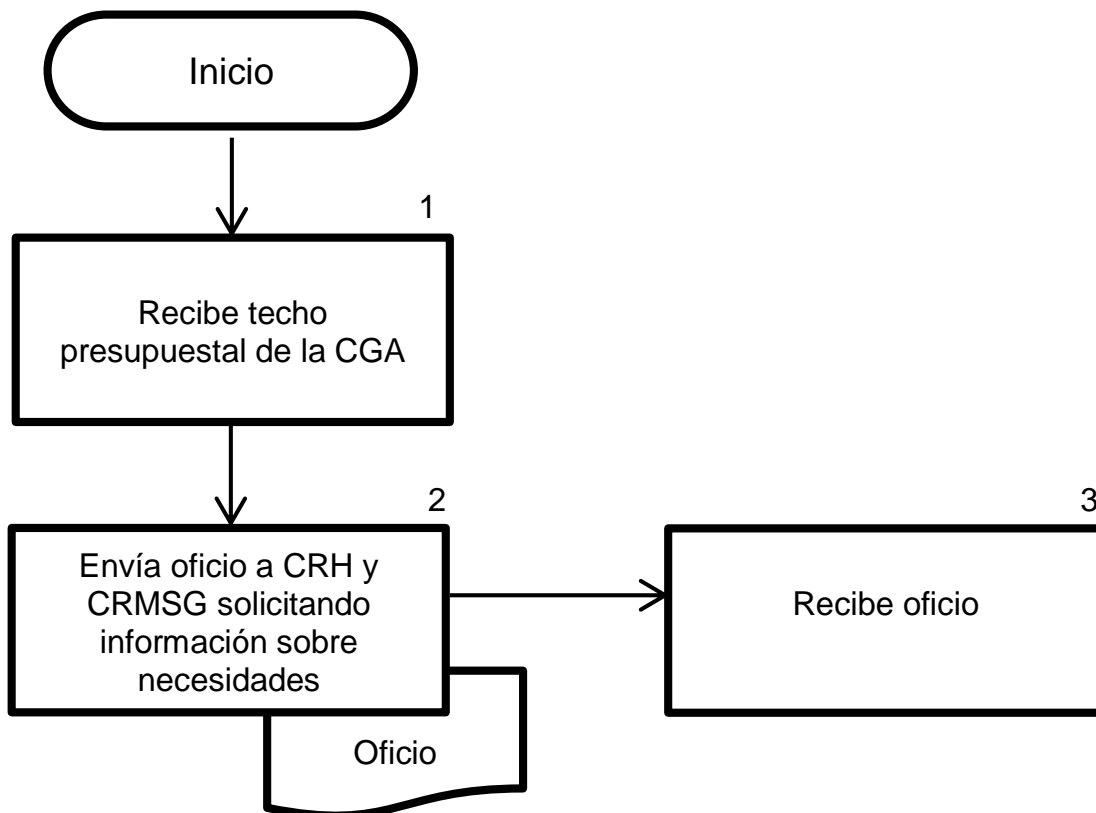 Inicio
1
Recibe techo
presupuestal de la CGA
2
Envía oficio a CRH y
CRMSG solicitando
información sobre
necesidades
Oficio
3
Recibe oficio